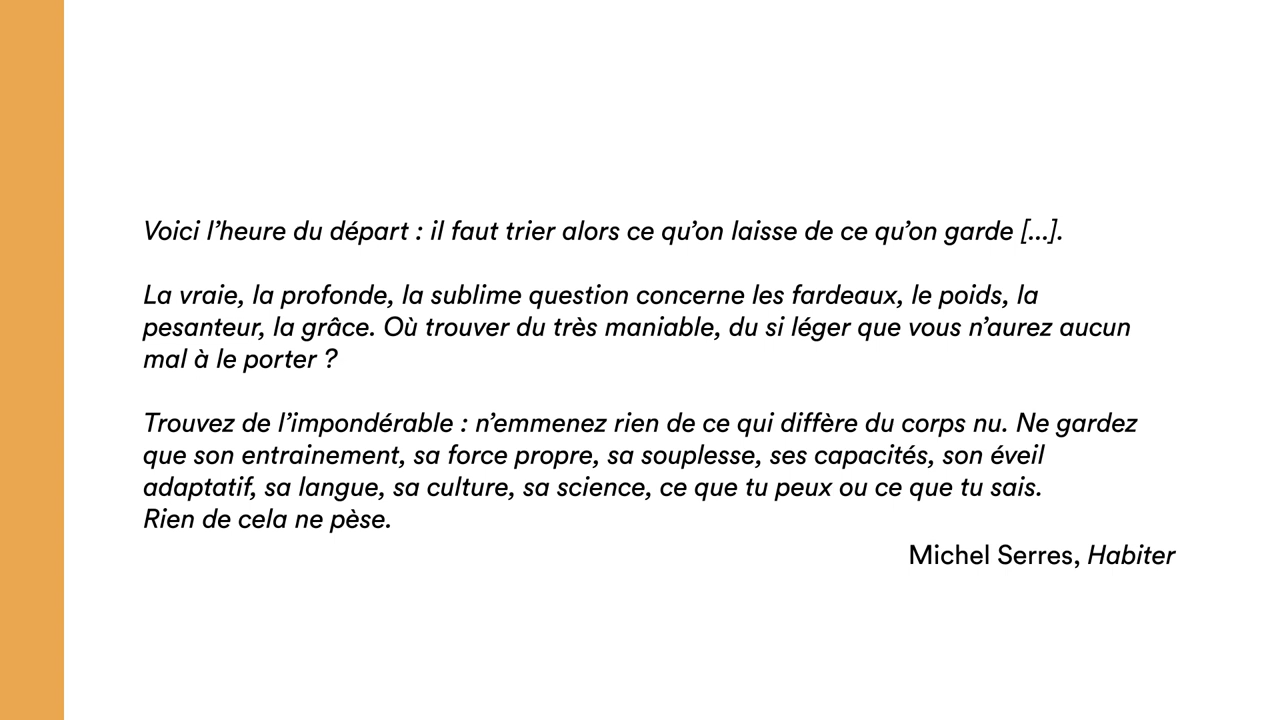 Voici l’heure du départ : il faut trier alors ce qu’on laisse de ce qu’on garde [...].
La vraie, la profonde, la sublime question concerne les fardeaux, le poids, la
pesanteur, la grâce. Où trouver du très maniable, du si léger que vous n’aurez aucun
mal à le porter ?
Trouvez de l’impondérable : n’emmenez rien de ce qui diffère du corps nu. Ne gardez
que son entrainement, sa force propre, sa souplesse, ses capacités, son éveil
adaptatif, sa langue, sa culture, sa science, ce que tu peux ou ce que tu sais.
Rien de cela ne pèse.
Michel Serres, Habiter